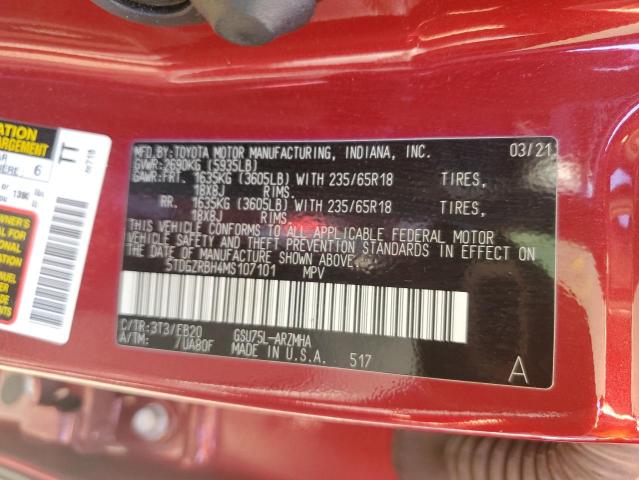 MFD.BY:TOYOTA MOTOR MANUFACTURING, INDIANA, INC. 03/21
GVWR:2690KG (5935LB)
GAWR:FRT. 1635KG (3605LB) WITH 235/65R18 TIRES,
18X8J RIMS.
RR. 1635KG (3605LB) WITH 235/65R18 TIRES,
18X8J RIMS.
THIS VEHICLE CONFORMS TO ALL APPLICABLE FEDERAL MOTOR
VEHICLE SAFETY AND THEFT PREVENTION STANDARDS IN EFFECT ON
THE DATE OF MANUFACTURE SHOWN ABOVE.
5TDGZRBH4MS107101 MPV
C/TR:3T3/EB20 GSU75L-ARZMHA
A/TM: 7UA80F MADE IN U.S.A. 517
A
TT
6